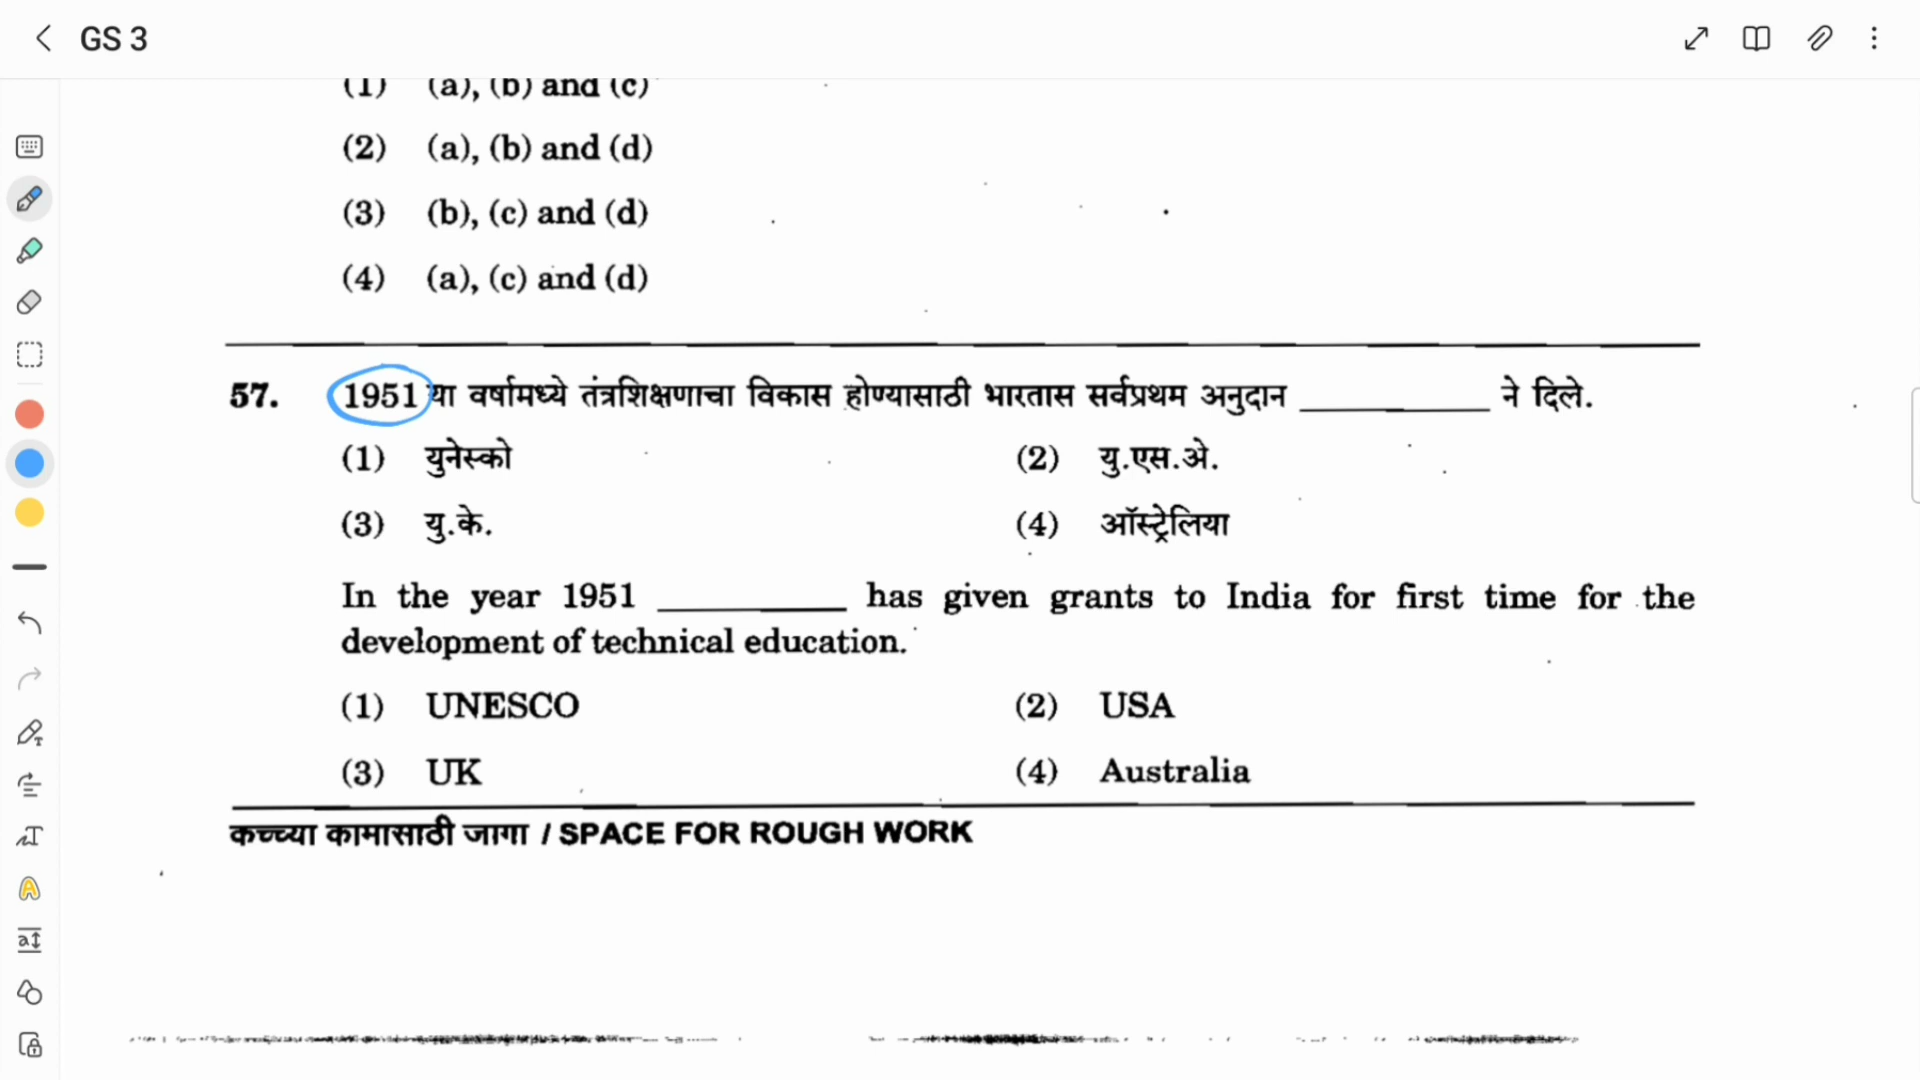 GS 3
(1) (a), (b) and (c)
(2) (a), (b) and (d)
(3) (b), (c) and (d)
(4) (a), (c) and (d)
57. 1951 या वर्षामध्ये तंत्रशिक्षणाचा विकास होण्यासाठी भारतास सर्वप्रथम अनुदान __________ ने दिले.
(1) युनेस्को (2) यु.एस.अे.
(3) यु.के. (4) ऑस्ट्रेलिया
In the year 1951 __________ has given grants to India for first time for the
development of technical education.
(1) UNESCO (2) USA
(3) UK (4) Australia
कच्च्या कामासाठी जागा / SPACE FOR ROUGH WORK